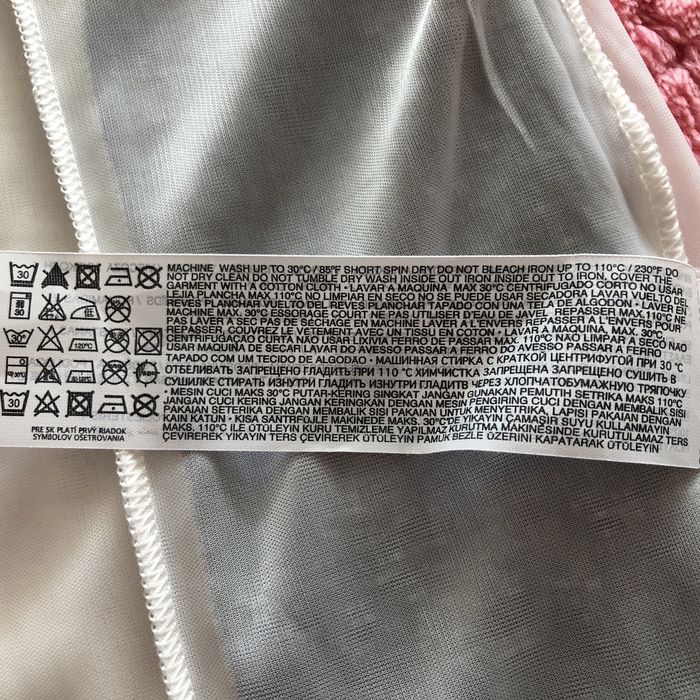 MACHINE WASH UP TO 30°C / 85°F SHORT SPIN DRY DO NOT BLEACH IRON UP TO 110°C / 230°F DO
NOT DRY CLEAN DO NOT TUMBLE DRY WASH INSIDE OUT IRON INSIDE OUT TO IRON, COVER THE
GARMENT WITH A COTTON CLOTH • LAVAR A MAQUINA MAX 30°C CENTRIFUGADO CORTO NO USAR
LEJIA PLANCHA MAX.110°C NO LIMPIAR EN SECO NO SE PUEDE USAR SECADORA LAVAR DEL
REVES PLANCHAR VUELTO DEL REVES PLANCHAR TAPADO CON UNA TELA DE ALGODON • LAVER EN
MACHINE MAX. 30°C ESSORAGE COURT NE PAS UTILISER D'EAU DE REPASSER MAX.110°C
PAS LAVER A SEC PAS DE SECHAGE EN MACHINE LAVER A L'ENVERS REPASSER A L'ENVERS POUR
REPASSER, COUVREZ LE VÊTEMENT AVEC UN TISSU EN COTON • LAVAR A MAQUINA, MAX. 30°C
CENTRIFUGAÇAO CURTA NÃO USAR LIXIVIA FERRO DE PASSAR MAX. 110°C NAO LIMPAR A SECO NÃO
USAR MAQUINA DE SECAR LAVAR DO AVESSO PASSAR A FERRO DO AVESSO PASSAR A FERRO
TAPADO COM UM TECIDO DE ALGODÃO • МАШИННАЯ СТИРКА С КРАТКОЙ ЦЕНТРИФУГОЙ ПРИ 30 °C
ОТБЕЛИВАТЬ ЗАПРЕЩЕНО ГЛАДИТЬ ПРИ 110 °C ХИМЧИСТКА ЗАПРЕЩЕНА СУШИТЬ В
СУШИЛКЕ СТИРАТЬ ИЗНУТРИ ГЛАДИТЬ ИЗНУТРИ ГЛАДИТЬ ЧЕРЕЗ ХЛОПЧАТОБУМАЖНУЮ ТРЯПОЧКУ
• MESIN CUCI MAKS 30°C PUTAR-KERING SINGKAT JANGAN GUNAKAN PEMUTIH SETRIKA MAKS 110°C
JANGAN CUCI KERING JANGAN KERINGKAN DENGAN MESIN PENGIRING CUCI DENGAN MEMBALIK SISI
PAKAIAN SETRIKA DENGAN MEMBALIK SISI PAKAIAN UNTUK MENYETRIKA, LAPISI PAKAIAN DENGAN
KAIN KATUN • KISA SANTRFOLE MAKINEDE MAKS. 30°C'DE YIKAYIN ÇAMAŞIR SUYU KULLANMAYIN
MAKS. 110°C ILE ÜTÜLEYIN KURU TEMIZLEME YAPILMAZ KURUTMA MAKINESINDE KURUTULMAZ TERS
ÇEVIREREK YIKAYIN TERS ÇEVIREREK ÜTÜLEYIN PAMUK BEZLE ÜZERINI KAPATARAK ÜTÜLEYIN
30
30
30° 120°C
30
PRE SK PLATÍ PRVÝ RIADOK
SYMBOLOV OŠETROVANIA